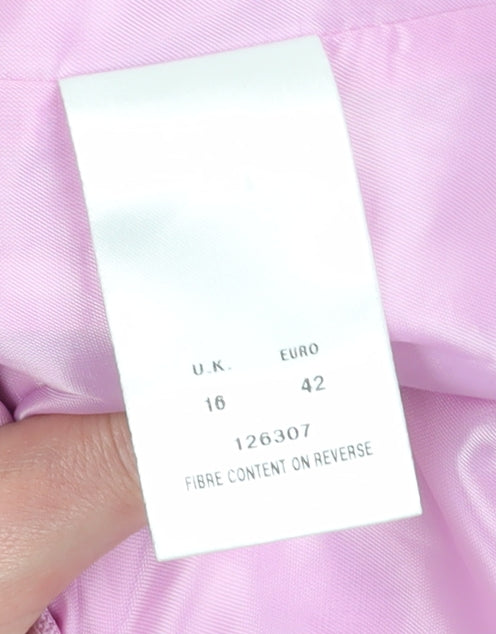 U.K. EURO
16 42
126307
FIBRE CONTENT ON REVERSE